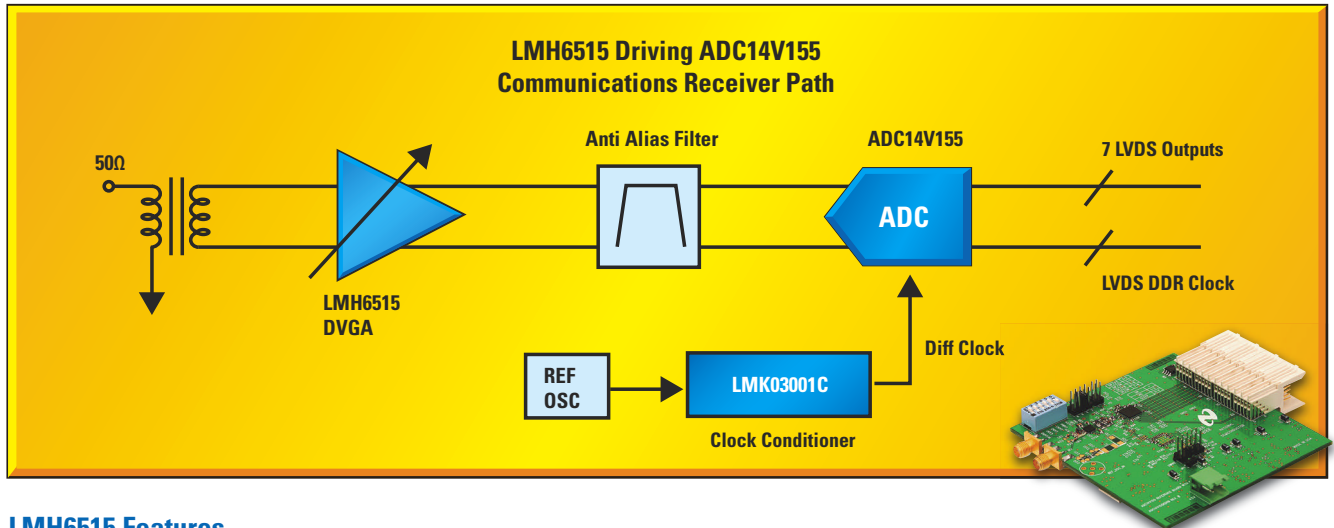 LMH6515 Driving ADC14V155
Communications Receiver Path
Anti Alias Filter
ADC14V155
7 LVDS Outputs
50Ω
ADC
LMH6515
DVGA
LVDS DDR Clock
Diff Clock
REF
OSC
LMK03001C
Clock Conditioner
LMH6515 Features